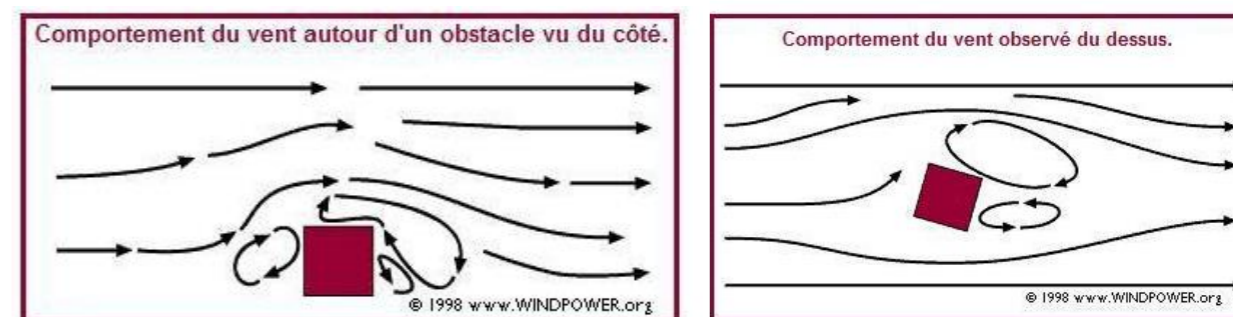 Comportement du vent autour d'un obstacle vu du côté.
© 1998 www.WINDPOWER.org
Comportement du vent observé du dessus.
© 1998 www.WINDPOWER.org